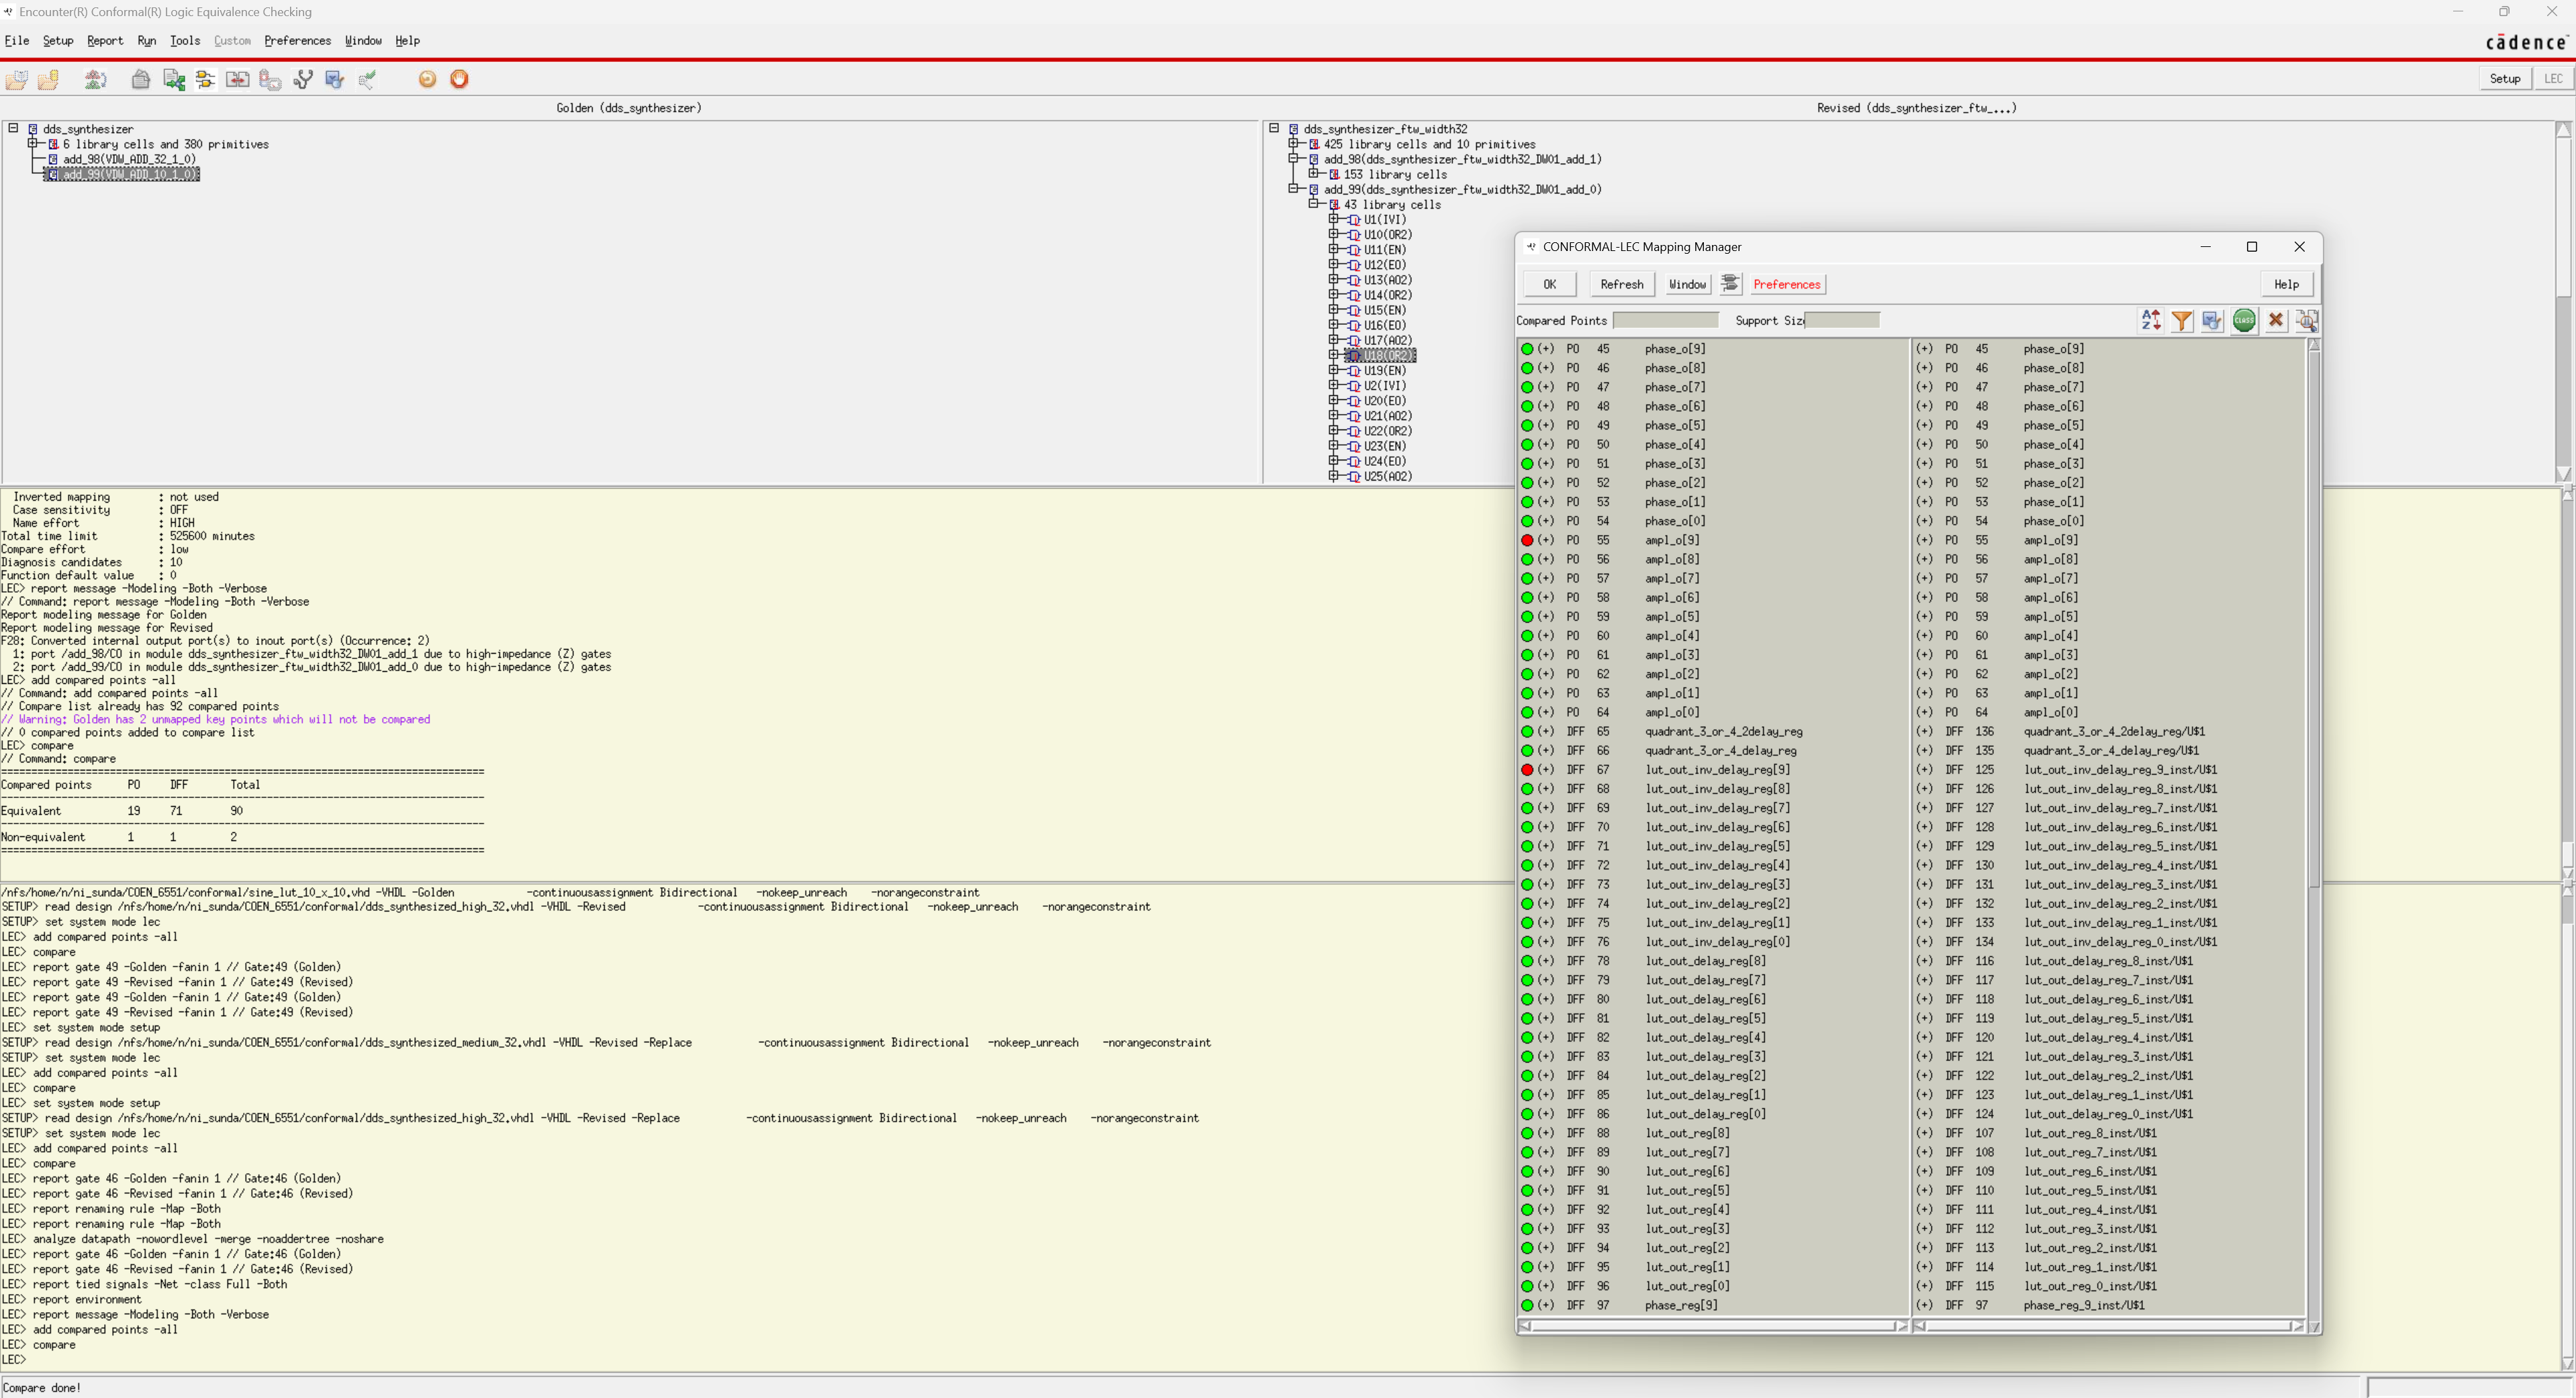 Encounter(R) Conformal(R) Logic Equivalence Checking
File Setup Report Run Tools Custom Preferences Window Help
cādence
Setup LEC
Golden (dds_synthesizer)
Revised (dds_synthesizer_ftw_...)
dds_synthesizer
6 library cells and 380 primitives
add_98(VDW_ADD_32_1_0)
add_99(VDW_ADD_10_1_0)
dds_synthesizer_ftw_width32
425 library cells and 10 primitives
add_98(dds_synthesizer_ftw_width32_DW01_add_1)
153 library cells
add_99(dds_synthesizer_ftw_width32_DW01_add_0)
43 library cells
U1(IVI)
U10(OR2)
U11(EN)
U12(EO)
U13(AO2)
U14(OR2)
U15(EN)
U16(EO)
U17(AO2)
U18(OR2)
U19(EN)
U2(IVI)
U20(EO)
U21(AO2)
U22(OR2)
U23(EN)
U24(EO)
U25(AO2)
Inverted mapping : not used
Case sensitivity : OFF
Name effort : HIGH
Total time limit : 525600 minutes
Compare effort : low
Diagnosis candidates : 10
Function default value : 0
LEC> report message -Modeling -Both -Verbose
// Command: report message -Modeling -Both -Verbose
Report modeling message for Golden
Report modeling message for Revised
F28: Converted internal output port(s) to inout port(s) (Occurrence: 2)
1: port /add_98/CO in module dds_synthesizer_ftw_width32_DW01_add_1 due to high-impedance (Z) gates
2: port /add_99/CO in module dds_synthesizer_ftw_width32_DW01_add_0 due to high-impedance (Z) gates
LEC> add compared points -all
// Command: add compared points -all
// Compare list already has 92 compared points
// Warning: Golden has 2 unmapped key points which will not be compared
// 0 compared points added to compare list
LEC> compare
// Command: compare
================================================================================
Compared points PO DFF Total
--------------------------------------------------------------------------------
Equivalent 19 71 90
--------------------------------------------------------------------------------
Non-equivalent 1 1 2
================================================================================
/nfs/home/n/ni_sunda/COEN_6551/conformal/sine_lut_10_x_10.vhd -VHDL -Golden -continuousassignment Bidirectional -nokeep_unreach -norangeconstraint
SETUP> read design /nfs/home/n/ni_sunda/COEN_6551/conformal/dds_synthesized_high_32.vhdl -VHDL -Revised -continuousassignment Bidirectional -nokeep_unreach -norangeconstraint
SETUP> set system mode lec
LEC> add compared points -all
LEC> compare
LEC> report gate 49 -Golden -fanin 1 // Gate:49 (Golden)
LEC> report gate 49 -Revised -fanin 1 // Gate:49 (Revised)
LEC> report gate 49 -Golden -fanin 1 // Gate:49 (Golden)
LEC> report gate 49 -Revised -fanin 1 // Gate:49 (Revised)
LEC> set system mode setup
SETUP> read design /nfs/home/n/ni_sunda/COEN_6551/conformal/dds_synthesized_medium_32.vhdl -VHDL -Revised -Replace -continuousassignment Bidirectional -nokeep_unreach -norangeconstraint
SETUP> set system mode lec
LEC> add compared points -all
LEC> compare
LEC> set system mode setup
SETUP> read design /nfs/home/n/ni_sunda/COEN_6551/conformal/dds_synthesized_high_32.vhdl -VHDL -Revised -Replace -continuousassignment Bidirectional -nokeep_unreach -norangeconstraint
SETUP> set system mode lec
LEC> add compared points -all
LEC> compare
LEC> report gate 46 -Golden -fanin 1 // Gate:46 (Golden)
LEC> report gate 46 -Revised -fanin 1 // Gate:46 (Revised)
LEC> report renaming rule -Map -Both
LEC> report renaming rule -Map -Both
LEC> analyze datapath -nowordlevel -merge -noaddertree -noshare
LEC> report gate 46 -Golden -fanin 1 // Gate:46 (Golden)
LEC> report gate 46 -Revised -fanin 1 // Gate:46 (Revised)
LEC> report tied signals -Net -class Full -Both
LEC> report environment
LEC> report message -Modeling -Both -Verbose
LEC> add compared points -all
LEC> compare
LEC>
Compare done!
CONFORMAL-LEC Mapping Manager
OK Refresh Window Preferences Help
Compared Points Support Siz
CLASS
(+) PO 45 phase_o[9] (+) PO 45 phase_o[9]
(+) PO 46 phase_o[8] (+) PO 46 phase_o[8]
(+) PO 47 phase_o[7] (+) PO 47 phase_o[7]
(+) PO 48 phase_o[6] (+) PO 48 phase_o[6]
(+) PO 49 phase_o[5] (+) PO 49 phase_o[5]
(+) PO 50 phase_o[4] (+) PO 50 phase_o[4]
(+) PO 51 phase_o[3] (+) PO 51 phase_o[3]
(+) PO 52 phase_o[2] (+) PO 52 phase_o[2]
(+) PO 53 phase_o[1] (+) PO 53 phase_o[1]
(+) PO 54 phase_o[0] (+) PO 54 phase_o[0]
(+) PO 55 ampl_o[9] (+) PO 55 ampl_o[9]
(+) PO 56 ampl_o[8] (+) PO 56 ampl_o[8]
(+) PO 57 ampl_o[7] (+) PO 57 ampl_o[7]
(+) PO 58 ampl_o[6] (+) PO 58 ampl_o[6]
(+) PO 59 ampl_o[5] (+) PO 59 ampl_o[5]
(+) PO 60 ampl_o[4] (+) PO 60 ampl_o[4]
(+) PO 61 ampl_o[3] (+) PO 61 ampl_o[3]
(+) PO 62 ampl_o[2] (+) PO 62 ampl_o[2]
(+) PO 63 ampl_o[1] (+) PO 63 ampl_o[1]
(+) PO 64 ampl_o[0] (+) PO 64 ampl_o[0]
(+) DFF 65 quadrant_3_or_4_2delay_reg (+) DFF 136 quadrant_3_or_4_2delay_reg/U$1
(+) DFF 66 quadrant_3_or_4_delay_reg (+) DFF 135 quadrant_3_or_4_delay_reg/U$1
(+) DFF 67 lut_out_inv_delay_reg[9] (+) DFF 125 lut_out_inv_delay_reg_9_inst/U$1
(+) DFF 68 lut_out_inv_delay_reg[8] (+) DFF 126 lut_out_inv_delay_reg_8_inst/U$1
(+) DFF 69 lut_out_inv_delay_reg[7] (+) DFF 127 lut_out_inv_delay_reg_7_inst/U$1
(+) DFF 70 lut_out_inv_delay_reg[6] (+) DFF 128 lut_out_inv_delay_reg_6_inst/U$1
(+) DFF 71 lut_out_inv_delay_reg[5] (+) DFF 129 lut_out_inv_delay_reg_5_inst/U$1
(+) DFF 72 lut_out_inv_delay_reg[4] (+) DFF 130 lut_out_inv_delay_reg_4_inst/U$1
(+) DFF 73 lut_out_inv_delay_reg[3] (+) DFF 131 lut_out_inv_delay_reg_3_inst/U$1
(+) DFF 74 lut_out_inv_delay_reg[2] (+) DFF 132 lut_out_inv_delay_reg_2_inst/U$1
(+) DFF 75 lut_out_inv_delay_reg[1] (+) DFF 133 lut_out_inv_delay_reg_1_inst/U$1
(+) DFF 76 lut_out_inv_delay_reg[0] (+) DFF 134 lut_out_inv_delay_reg_0_inst/U$1
(+) DFF 78 lut_out_delay_reg[8] (+) DFF 116 lut_out_delay_reg_8_inst/U$1
(+) DFF 79 lut_out_delay_reg[7] (+) DFF 117 lut_out_delay_reg_7_inst/U$1
(+) DFF 80 lut_out_delay_reg[6] (+) DFF 118 lut_out_delay_reg_6_inst/U$1
(+) DFF 81 lut_out_delay_reg[5] (+) DFF 119 lut_out_delay_reg_5_inst/U$1
(+) DFF 82 lut_out_delay_reg[4] (+) DFF 120 lut_out_delay_reg_4_inst/U$1
(+) DFF 83 lut_out_delay_reg[3] (+) DFF 121 lut_out_delay_reg_3_inst/U$1
(+) DFF 84 lut_out_delay_reg[2] (+) DFF 122 lut_out_delay_reg_2_inst/U$1
(+) DFF 85 lut_out_delay_reg[1] (+) DFF 123 lut_out_delay_reg_1_inst/U$1
(+) DFF 86 lut_out_delay_reg[0] (+) DFF 124 lut_out_delay_reg_0_inst/U$1
(+) DFF 88 lut_out_reg[8] (+) DFF 107 lut_out_reg_8_inst/U$1
(+) DFF 89 lut_out_reg[7] (+) DFF 108 lut_out_reg_7_inst/U$1
(+) DFF 90 lut_out_reg[6] (+) DFF 109 lut_out_reg_6_inst/U$1
(+) DFF 91 lut_out_reg[5] (+) DFF 110 lut_out_reg_5_inst/U$1
(+) DFF 92 lut_out_reg[4] (+) DFF 111 lut_out_reg_4_inst/U$1
(+) DFF 93 lut_out_reg[3] (+) DFF 112 lut_out_reg_3_inst/U$1
(+) DFF 94 lut_out_reg[2] (+) DFF 113 lut_out_reg_2_inst/U$1
(+) DFF 95 lut_out_reg[1] (+) DFF 114 lut_out_reg_1_inst/U$1
(+) DFF 96 lut_out_reg[0] (+) DFF 115 lut_out_reg_0_inst/U$1
(+) DFF 97 phase_reg[9] (+) DFF 97 phase_reg_9_inst/U$1